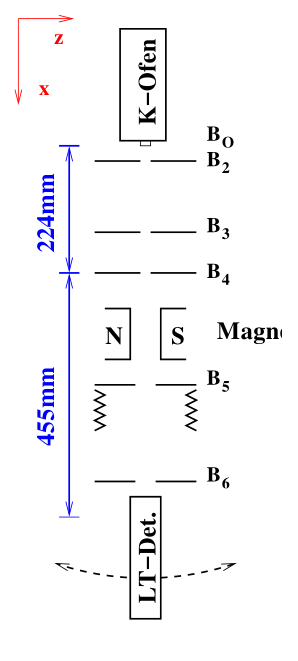 z
x
K-Ofen
B_O
B_2
B_3
224mm
B_4
N
S
Magne
B_5
455mm
B_6
LT-Det.